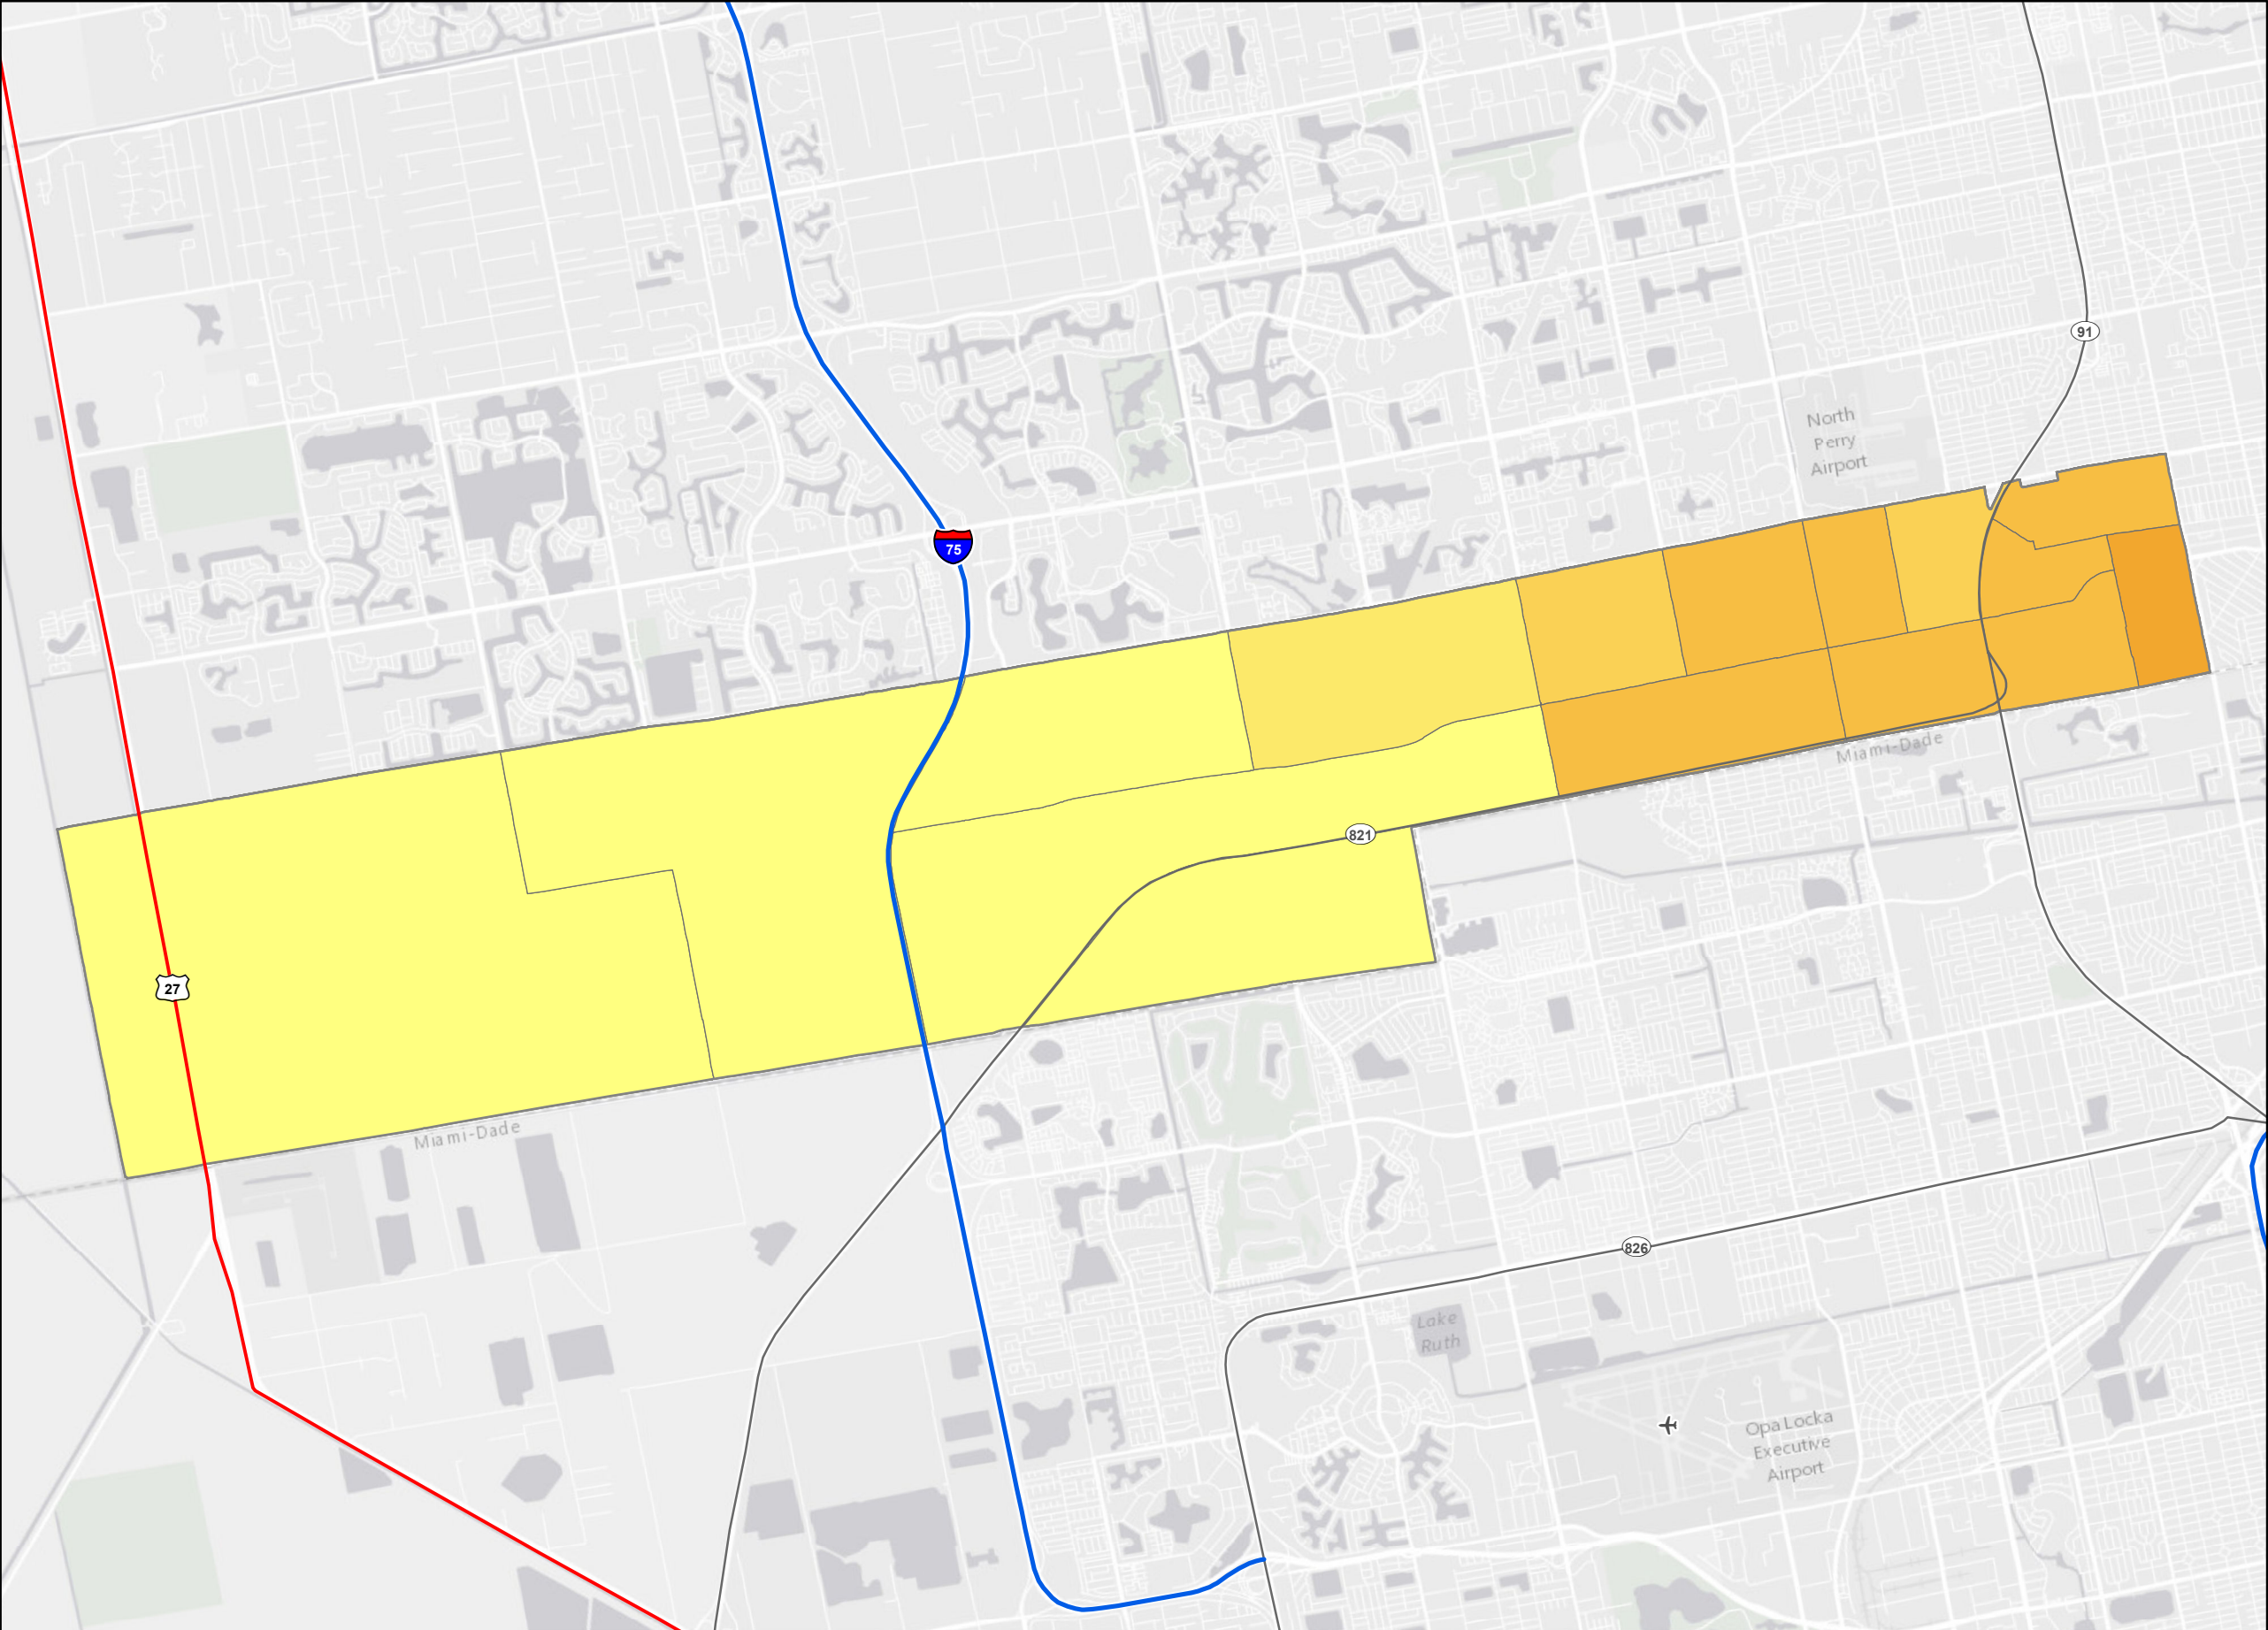 91
North
Perry
Airport
75
Miami-Dade
821
27
Miami-Dade
826
Lake
Ruth
Opa Locka
Executive
Airport